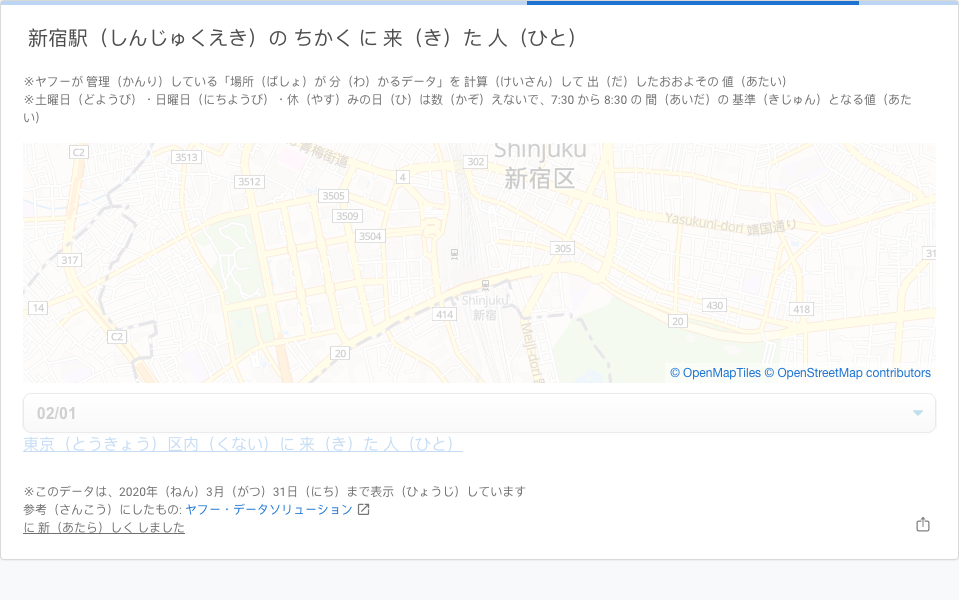 新宿駅（しんじゅくえき）の ちかく に 来（き）た 人（ひと）
※ヤフーが 管理（かんり）している「場所（ばしょ）が 分（わ）かるデータ」を 計算（けいさん）して 出（だ）したおおよその 値（あたい）
※土曜日（どようび）・日曜日（にちようび）・休（やす）みの日（ひ）は数（かぞ）えないで、7:30 から 8:30 の 間（あいだ）の 基準（きじゅん）となる値（あた
い）
C2
3513
青梅街道
302
Shinjuku
新宿区
4
3512
3505
3509
3504
Yasukuni-dori 靖国通り
305
317
31
Shinjuku
新宿
14
414
430
418
20
C2
20
Meiji-dori
© OpenMapTiles © OpenStreetMap contributors
02/01
東京（とうきょう）区内（くない）に 来（き）た 人（ひと）
※このデータは、2020年（ねん）3月（がつ）31日（にち）まで表示（ひょうじ）しています
参考（さんこう）にしたもの: ヤフー・データソリューション
に 新（あたら）しく しました